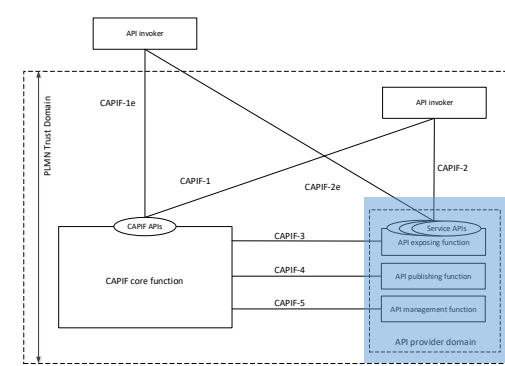 API invoker
PLMN Trust Domain
CAPIF-1e
API invoker
CAPIF-1
CAPIF-2e
CAPIF-2
CAPIF APIs
Service APIs
CAPIF-3
API exposing function
CAPIF core function
CAPIF-4
API publishing function
CAPIF-5
API management function
API provider domain